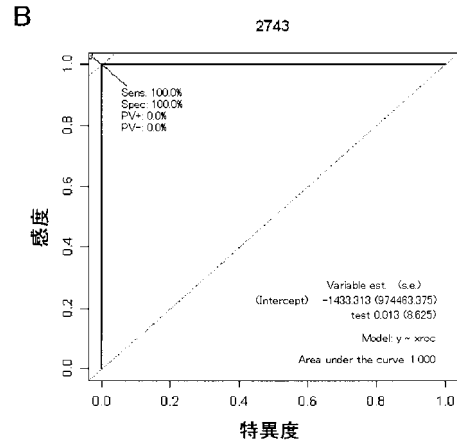 B
2743
1.0
0.8
0.6
0.4
0.2
0.0
感度
Sens: 100.0%
Spec: 100.0%
PV+: 0.0%
PV-: 0.0%
Variable est. (s.e.)
(Intercept) -1433.313 (974463.375)
test 0.013 (8.625)
Model: y ~ xroc
Area under the curve 1.000
0.0 0.2 0.4 0.6 0.8 1.0
特異度